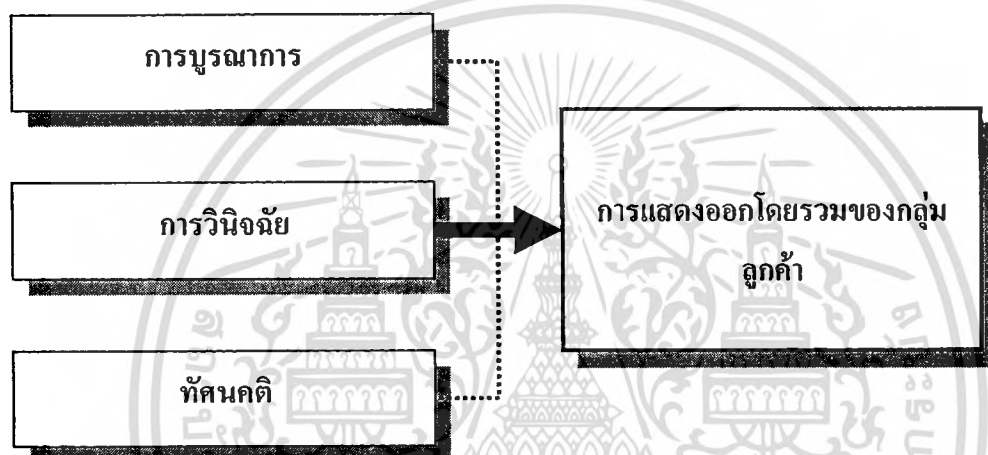 การบูรณาการ
การวินิจฉัย
การแสดงออกโดยรวมของกลุ่ม
ลูกค้า
ทัศนคติ